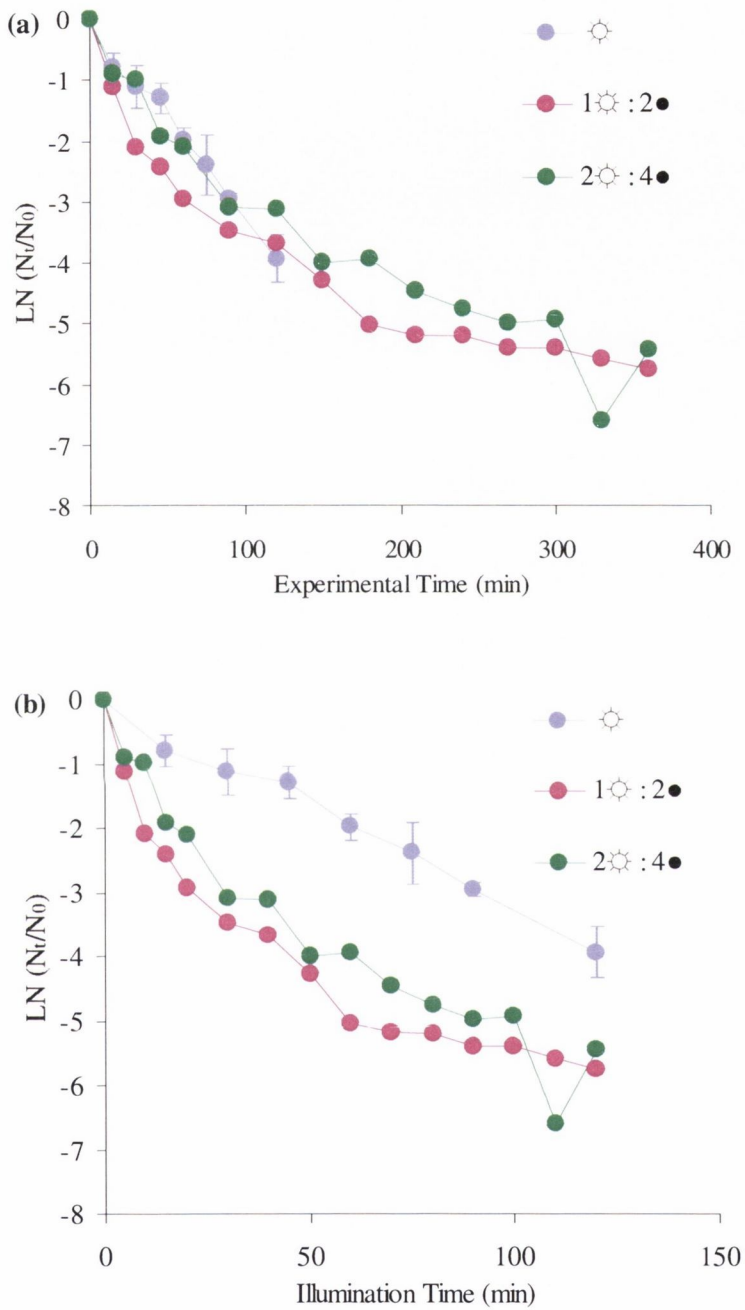 (a)
0
-1
-2
-3
-4
-5
-6
-7
-8
LN (Nt/N0)
1☼ : 2●
2☼ : 4●
0 100 200 300 400
Experimental Time (min)
(b)
0
-1
-2
-3
-4
-5
-6
-7
-8
LN (Nt/N0)
1☼ : 2●
2☼ : 4●
0 50 100 150
Illumination Time (min)